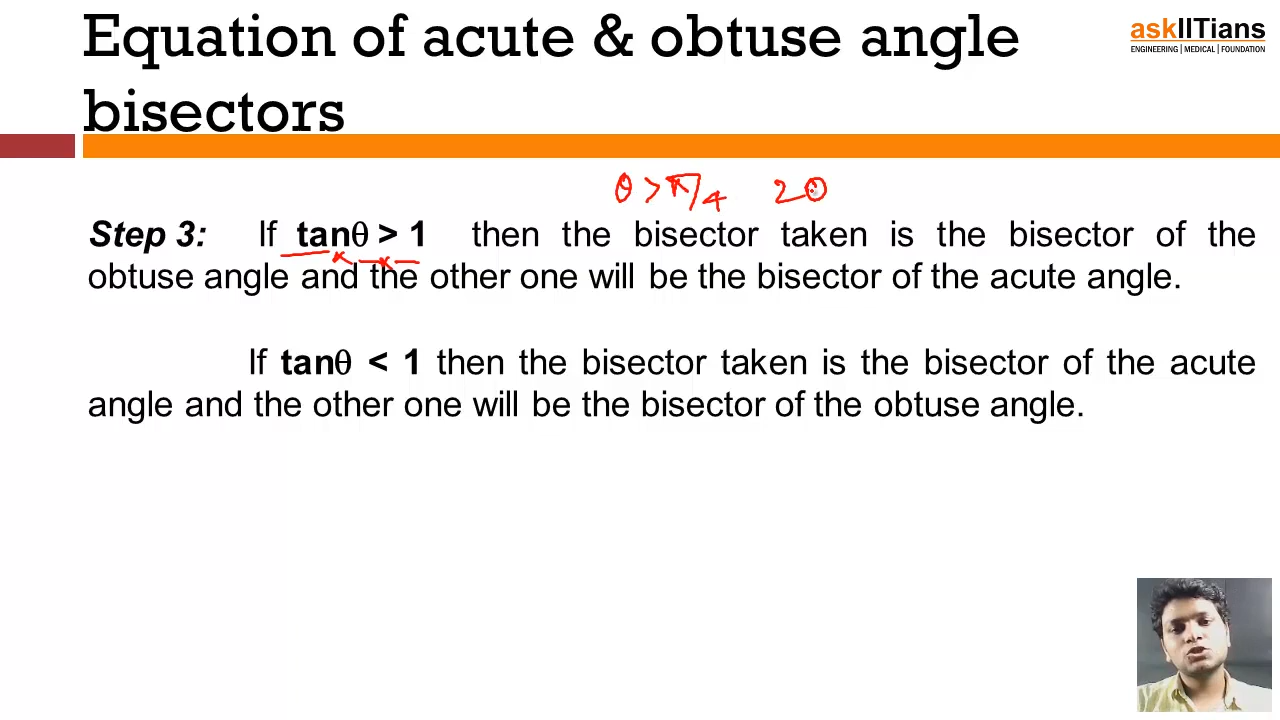 Equation of acute & obtuse angle
bisectors
askIITians
ENGINEERING | MEDICAL | FOUNDATION
θ > π/4 2θ
Step 3: If tanθ > 1 then the bisector taken is the bisector of the
obtuse angle and the other one will be the bisector of the acute angle.
If tanθ < 1 then the bisector taken is the bisector of the acute
angle and the other one will be the bisector of the obtuse angle.